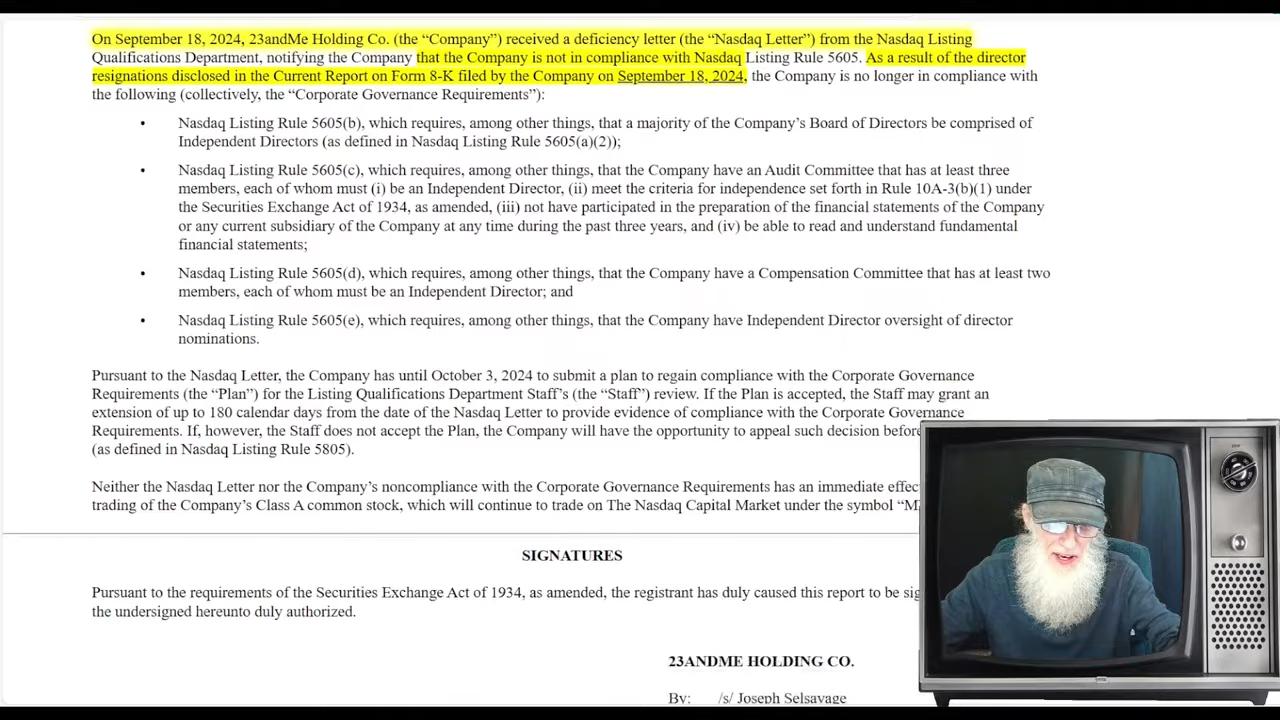 On September 18, 2024, 23andMe Holding Co. (the “Company”) received a deficiency letter (the “Nasdaq Letter”) from the Nasdaq Listing
Qualifications Department, notifying the Company that the Company is not in compliance with Nasdaq Listing Rule 5605. As a result of the director
resignations disclosed in the Current Report on Form 8-K filed by the Company on September 18, 2024, the Company is no longer in compliance with
the following (collectively, the “Corporate Governance Requirements”):
• Nasdaq Listing Rule 5605(b), which requires, among other things, that a majority of the Company’s Board of Directors be comprised of
Independent Directors (as defined in Nasdaq Listing Rule 5605(a)(2));
• Nasdaq Listing Rule 5605(c), which requires, among other things, that the Company have an Audit Committee that has at least three
members, each of whom must (i) be an Independent Director, (ii) meet the criteria for independence set forth in Rule 10A-3(b)(1) under
the Securities Exchange Act of 1934, as amended, (iii) not have participated in the preparation of the financial statements of the Company
or any current subsidiary of the Company at any time during the past three years, and (iv) be able to read and understand fundamental
financial statements;
• Nasdaq Listing Rule 5605(d), which requires, among other things, that the Company have a Compensation Committee that has at least two
members, each of whom must be an Independent Director; and
• Nasdaq Listing Rule 5605(e), which requires, among other things, that the Company have Independent Director oversight of director
nominations.
Pursuant to the Nasdaq Letter, the Company has until October 3, 2024 to submit a plan to regain compliance with the Corporate Governance
Requirements (the “Plan”) for the Listing Qualifications Department Staff’s (the “Staff”) review. If the Plan is accepted, the Staff may grant an
extension of up to 180 calendar days from the date of the Nasdaq Letter to provide evidence of compliance with the Corporate Governance
Requirements. If, however, the Staff does not accept the Plan, the Company will have the opportunity to appeal such decision before
(as defined in Nasdaq Listing Rule 5805).
Neither the Nasdaq Letter nor the Company’s noncompliance with the Corporate Governance Requirements has an immediate
trading of the Company’s Class A common stock, which will continue to trade on The Nasdaq Capital Market under the symbol
SIGNATURES
Pursuant to the requirements of the Securities Exchange Act of 1934, as amended, the registrant has duly caused this report to be
the undersigned hereunto duly authorized.
23ANDME HOLDING CO.
By: /s/ Joseph Selsavage